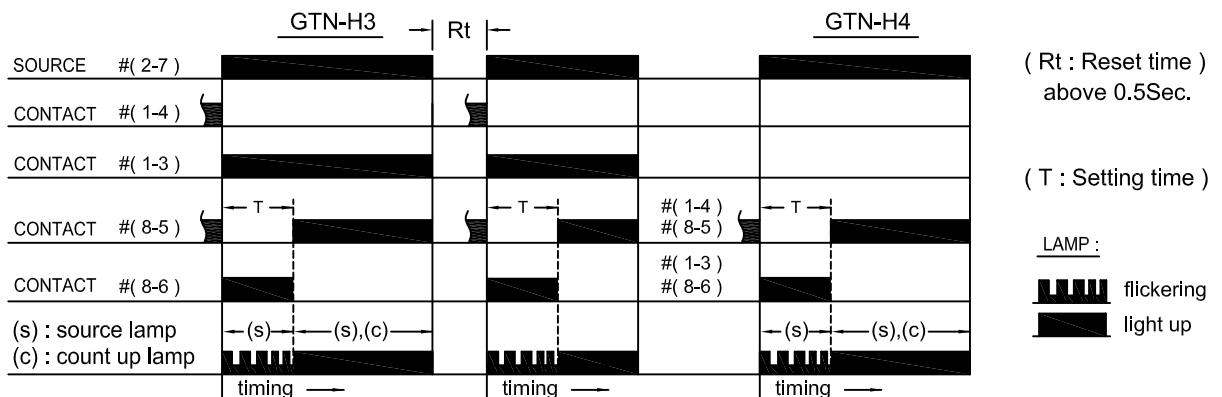 GTN-H3
Rt
GTN-H4
SOURCE #( 2-7 )
CONTACT #( 1-4 )
CONTACT #( 1-3 )
CONTACT #( 8-5 )
T
T
#( 1-4 )
#( 8-5 )
T
CONTACT #( 8-6 )
#( 1-3 )
#( 8-6 )
(s) : source lamp
(c) : count up lamp
(s)
(s),(c)
(s)
(s),(c)
timing
timing
timing
( Rt : Reset time )
above 0.5Sec.
( T : Setting time )
LAMP :
flickering
light up